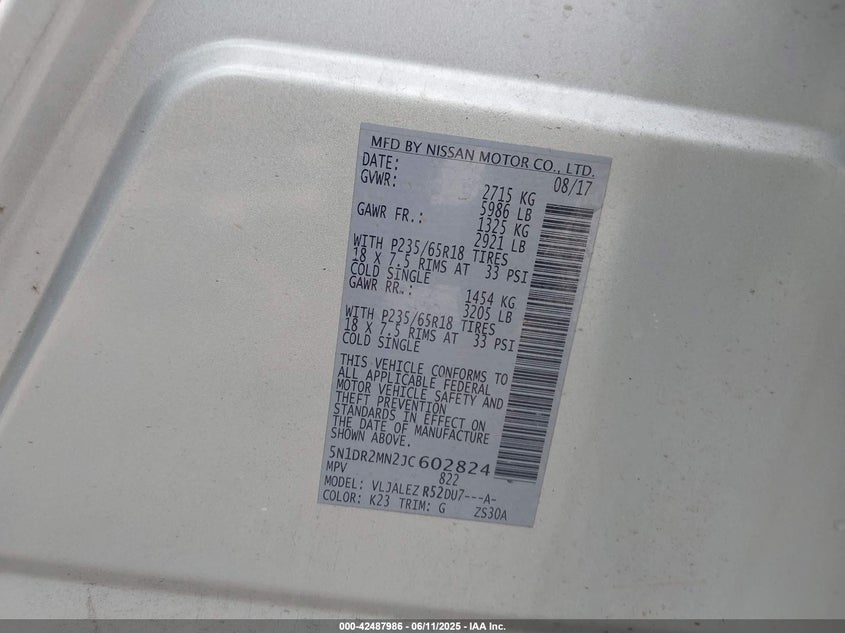 MFD BY NISSAN MOTOR CO., LTD.
DATE: 08/17
GVWR: 2715 KG
5986 LB
GAWR FR.: 1325 KG
2921 LB
WITH P235/65R18 TIRES
18 X 7.5 RIMS AT 33 PSI
COLD SINGLE
GAWR RR.: 1454 KG
3205 LB
WITH P235/65R18 TIRES
18 X 7.5 RIMS AT 33 PSI
COLD SINGLE
THIS VEHICLE CONFORMS TO
ALL APPLICABLE FEDERAL
MOTOR VEHICLE SAFETY AND
THEFT PREVENTION
STANDARDS IN EFFECT ON
THE DATE OF MANUFACTURE
SHOWN ABOVE.
5N1DR2MN2JC602824
MPV 822
MODEL: VLJALEZ R52DU7---A-
COLOR: K23 TRIM: G ZS30A
000-42487986 - 06/11/2025 - IAA Inc.